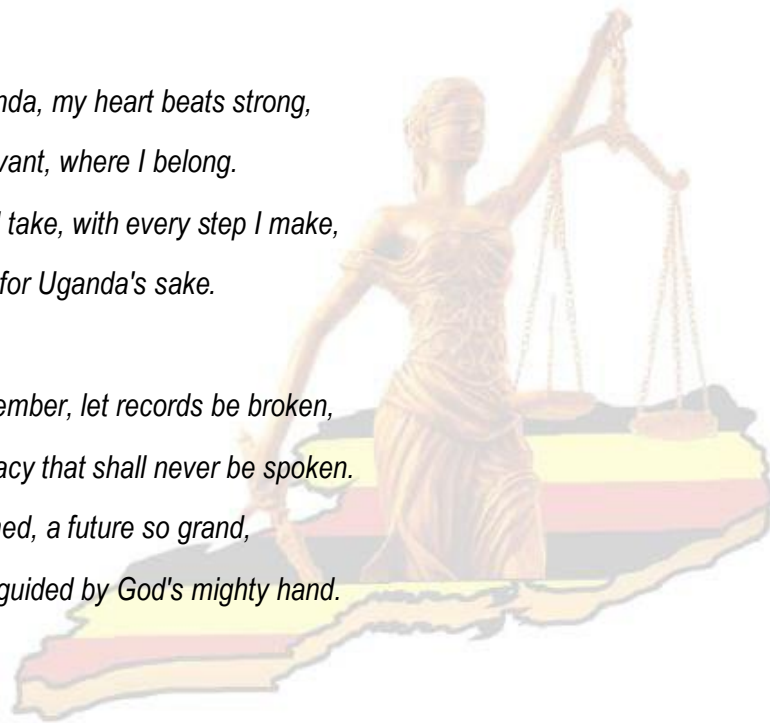 nda, my heart beats strong,
vant, where I belong.
take, with every step I make,
for Uganda's sake.
ember, let records be broken,
acy that shall never be spoken.
ned, a future so grand,
guided by God's mighty hand.